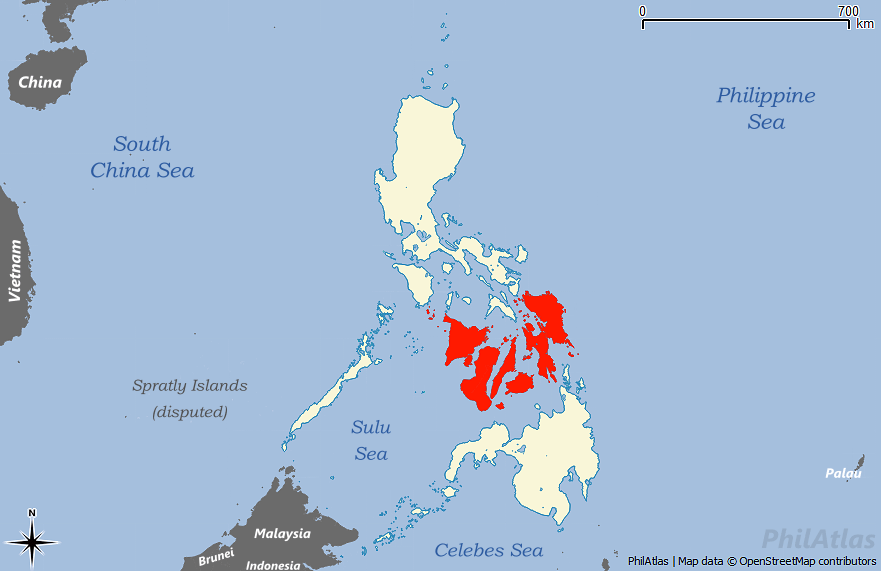 0 700
km
China
Philippine
Sea
South
China Sea
Vietnam
Spratly Islands
(disputed)
Sulu
Sea
Palau
N
Malaysia
Brunei
Indonesia
Celebes Sea
PhilAtlas
PhilAtlas | Map data © OpenStreetMap contributors